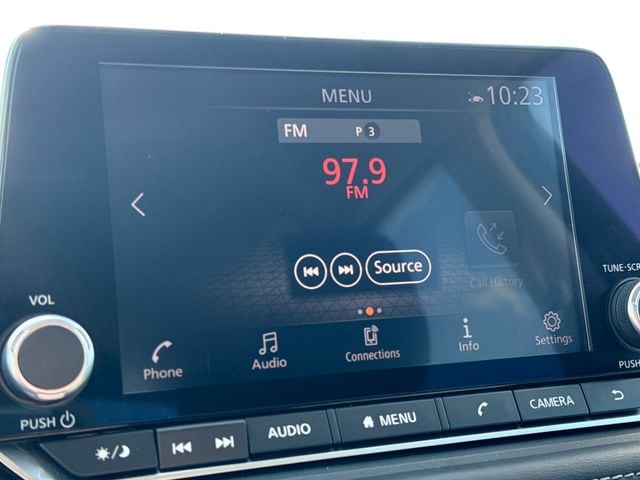 MENU
10:23
FM P 3
97.9
FM
Source
Call History
Phone
Audio
Connections
Info
Settings
VOL
PUSH
TUNE-SCR
PUSH
AUDIO
MENU
CAMERA